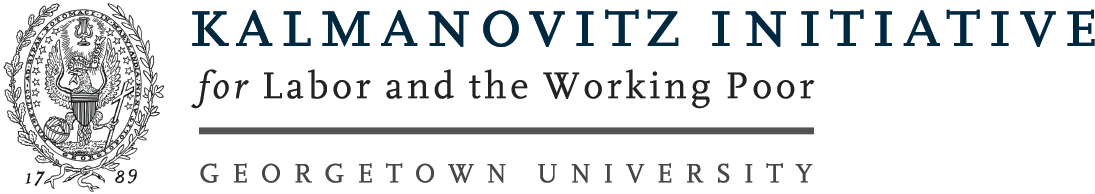 KALMANOVITZ INITIATIVE
for Labor and the Working Poor
GEORGETOWN UNIVERSITY
17 89